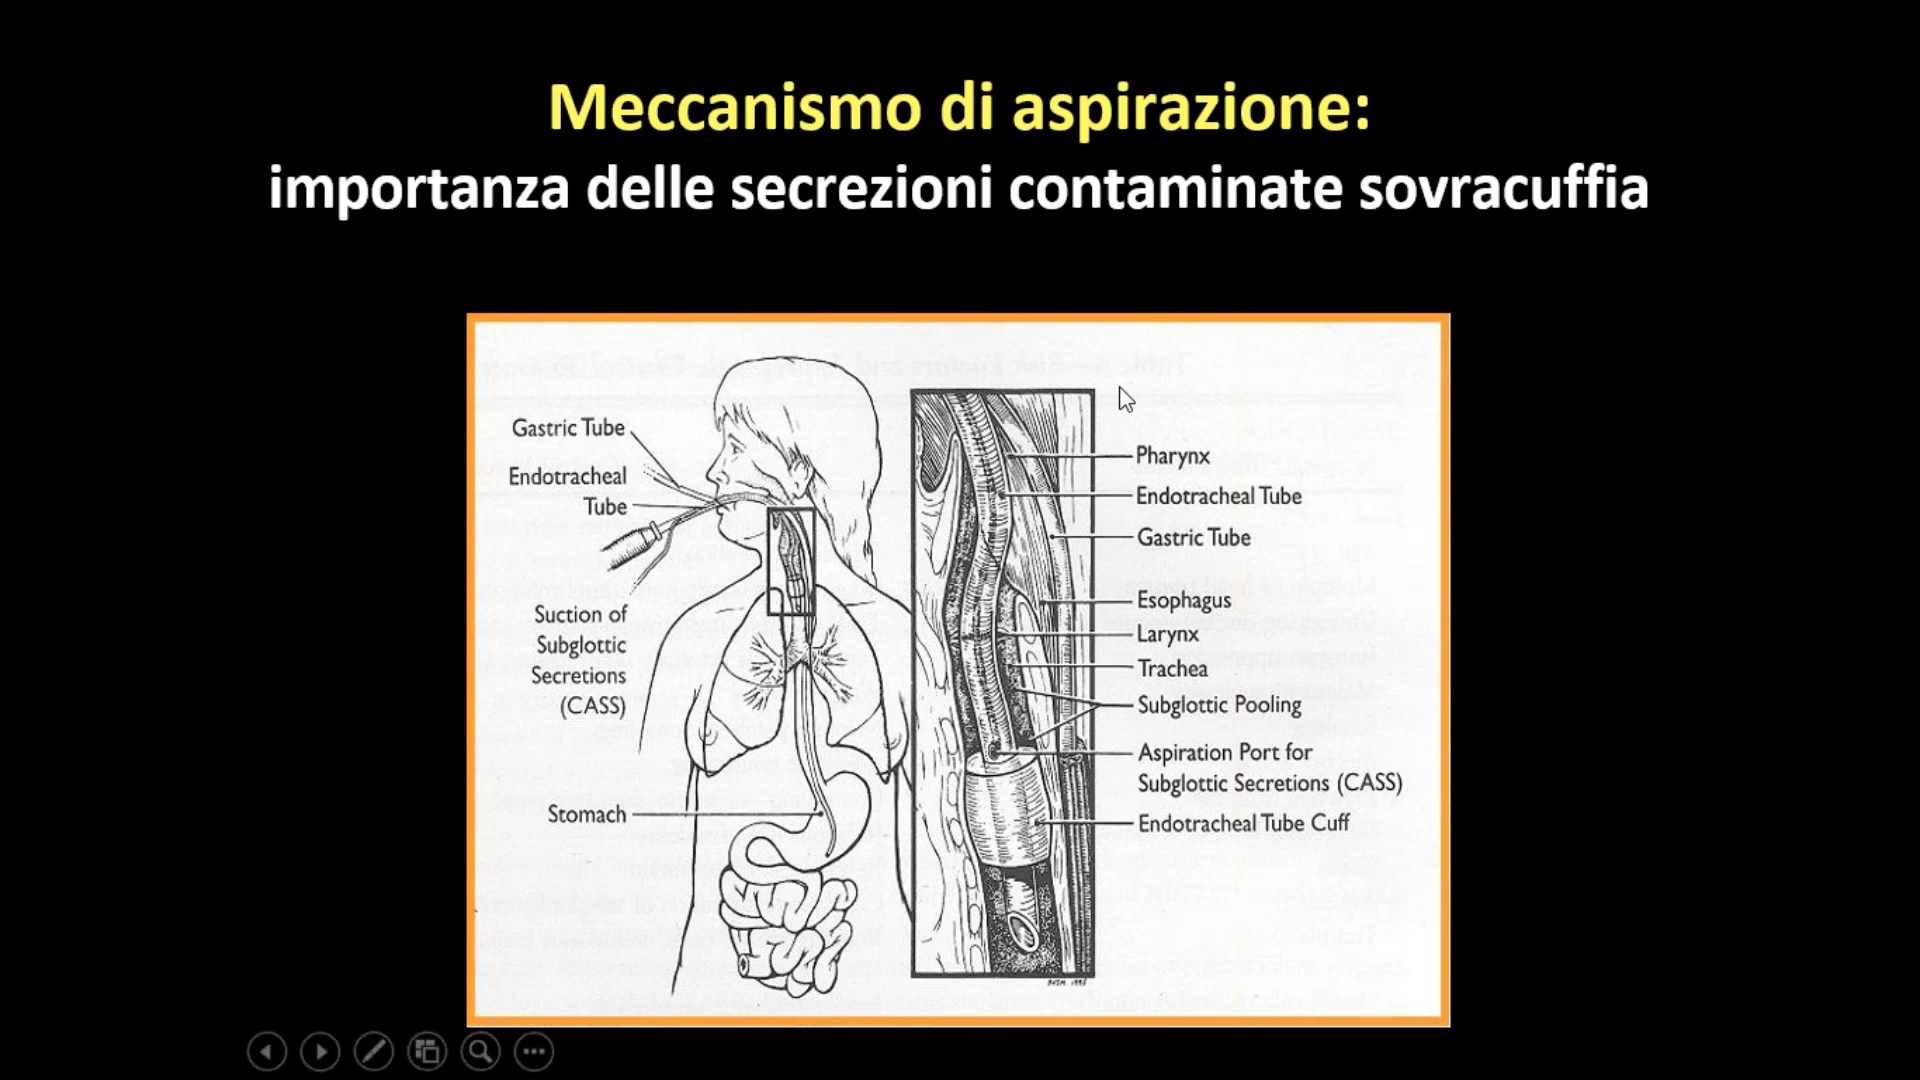 Meccanismo di aspirazione:
importanza delle secrezioni contaminate sovracuffia
Gastric Tube
Endotracheal
Tube
Suction of
Subglottic
Secretions
(CASS)
Stomach
Pharynx
Endotracheal Tube
Gastric Tube
Esophagus
Larynx
Trachea
Subglottic Pooling
Aspiration Port for
Subglottic Secretions (CASS)
Endotracheal Tube Cuff